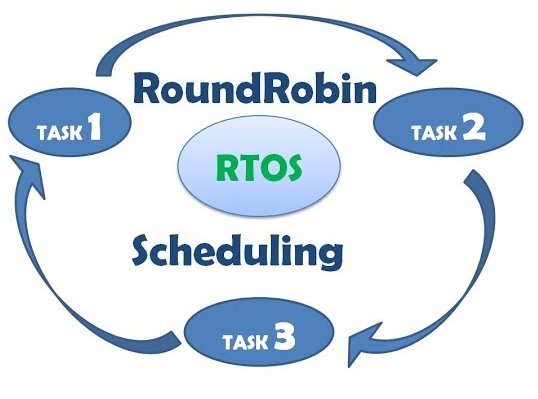 RoundRobin
TASK 1
TASK 2
RTOS
Scheduling
TASK 3